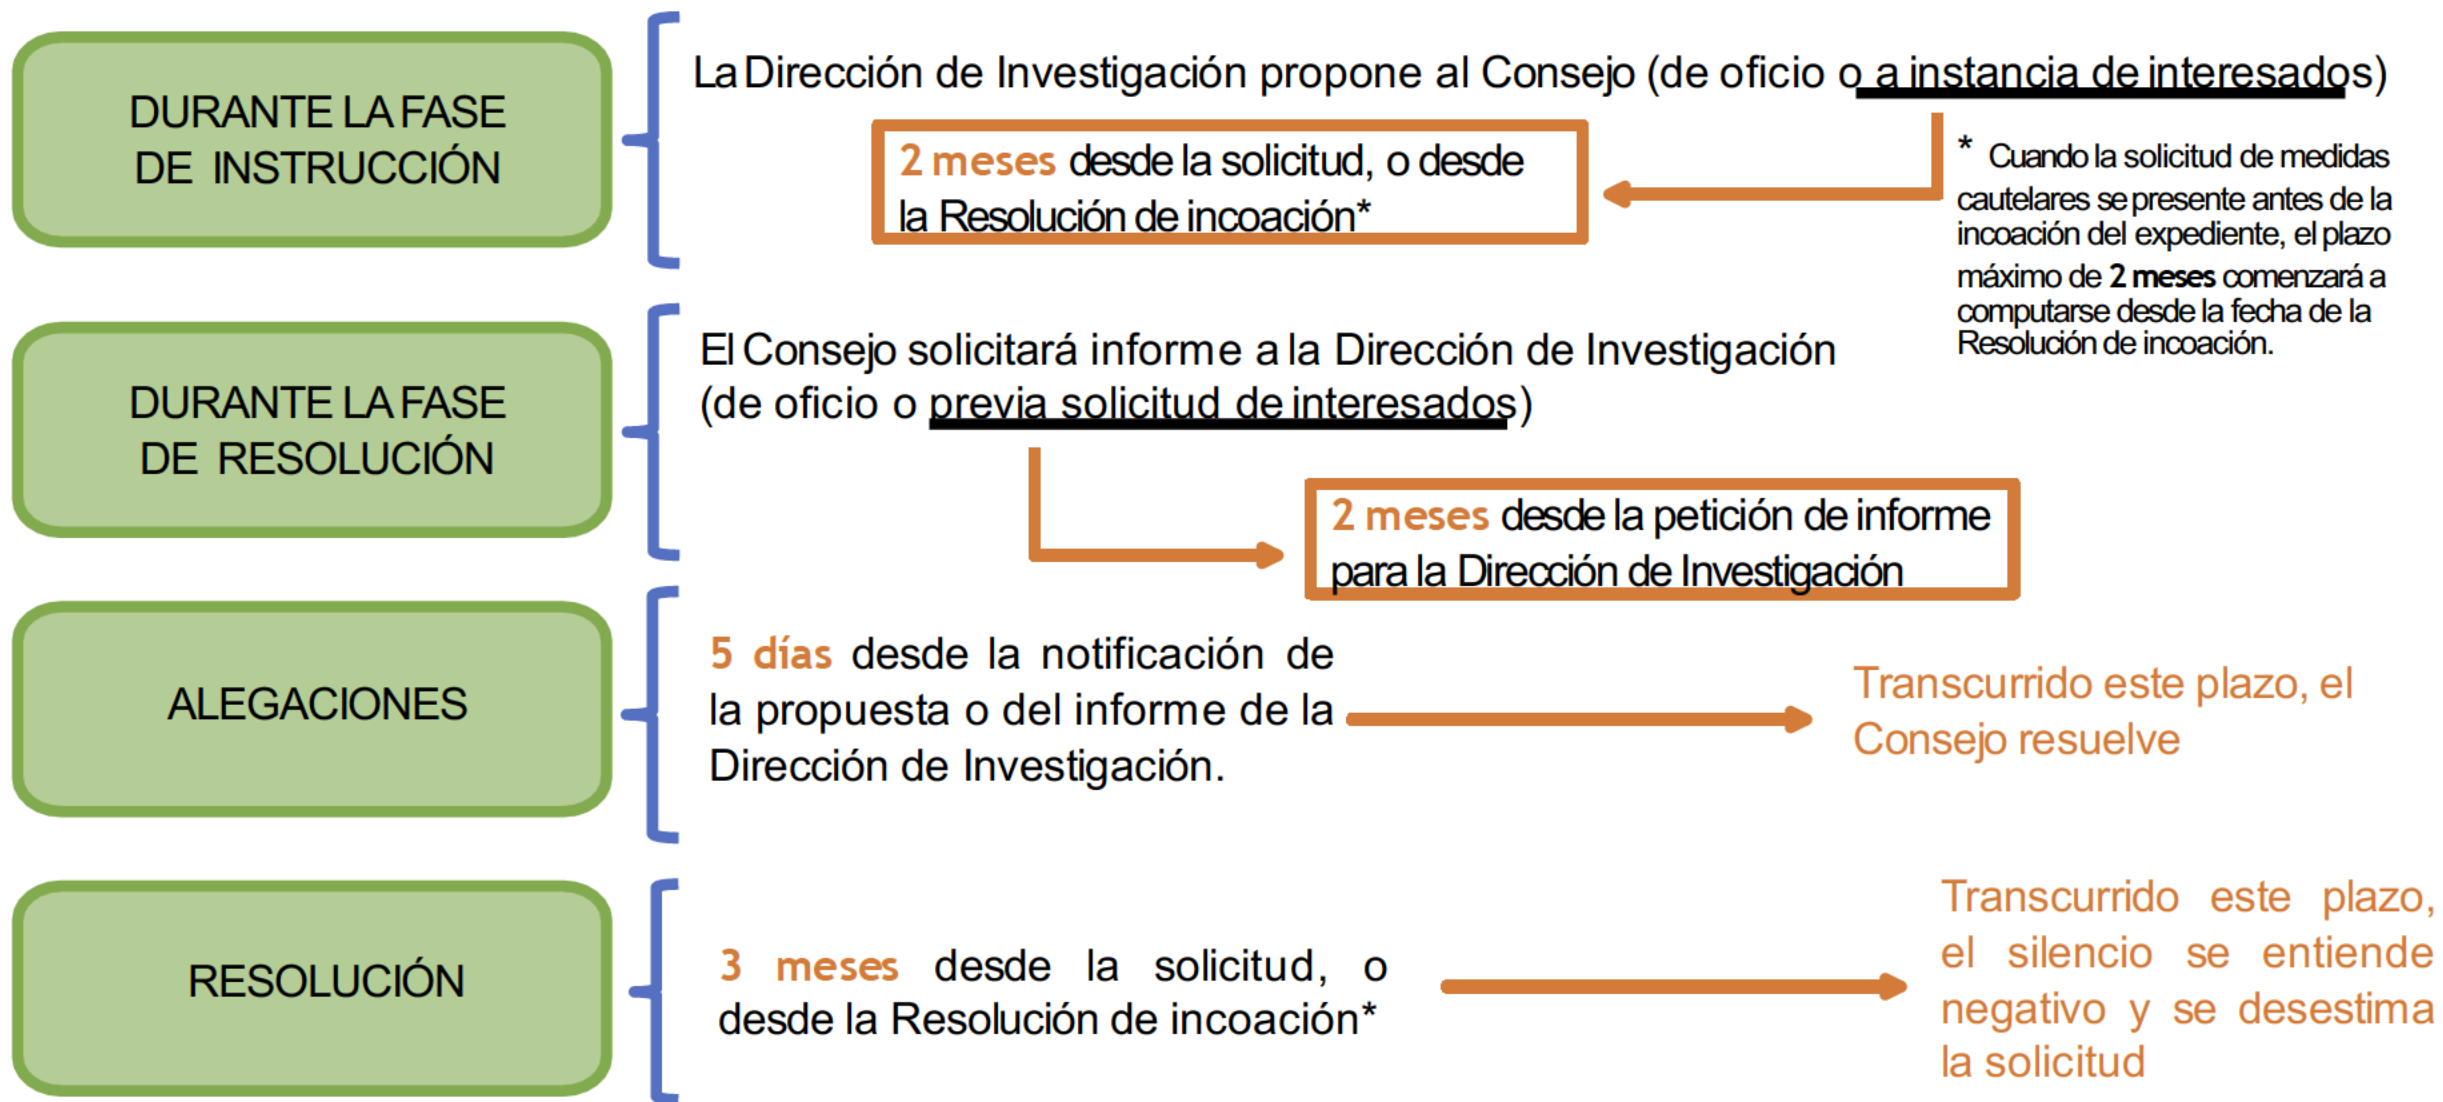 DURANTE LA FASE
DE INSTRUCCIÓN
La Dirección de Investigación propone al Consejo (de oficio o a instancia de interesados)
2 meses desde la solicitud, o desde
la Resolución de incoación*
* Cuando la solicitud de medidas
cautelares se presente antes de la
incoación del expediente, el plazo
máximo de 2 meses comenzará a
computarse desde la fecha de la
Resolución de incoación.
DURANTE LA FASE
DE RESOLUCIÓN
El Consejo solicitará informe a la Dirección de Investigación
(de oficio o previa solicitud de interesados)
2 meses desde la petición de informe
para la Dirección de Investigación
ALEGACIONES
5 días desde la notificación de
la propuesta o del informe de la
Dirección de Investigación.
Transcurrido este plazo, el
Consejo resuelve
RESOLUCIÓN
3 meses desde la solicitud, o
desde la Resolución de incoación*
Transcurrido este plazo,
el silencio se entiende
negativo y se desestima
la solicitud